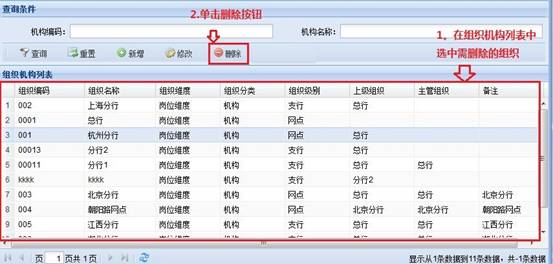 查询条件
2.单击删除按钮
机构编码:
机构名称:
查询 重置 新增 修改 删除
1、在组织机构列表中
选中需删除的组织
组织机构列表
组织编码 组织名称 组织维度 组织分类 组织级别 上级组织 主管组织 备注
1 002 上海分行 岗位维度 机构 支行 总行
2 0001 总行 岗位维度 机构 网点
3 001 杭州分行 岗位维度 机构 网点 总行
4 00013 分行2 岗位维度 机构 支行 总行
5 00011 分行1 岗位维度 机构 支行 总行 总行
6 kkkk kkkk 岗位维度 机构 支行 分行2
7 003 北京分行 岗位维度 机构 网点 总行 总行 北京分行
8 004 朝阳路网点 岗位维度 机构 网点 北京分行 北京分行 朝阳路网点
9 005 江西分行 岗位维度 机构 支行 总行 总行 江西分行
页 1 页共 1 页
显示从1条数据到11条数据，共-1条数据